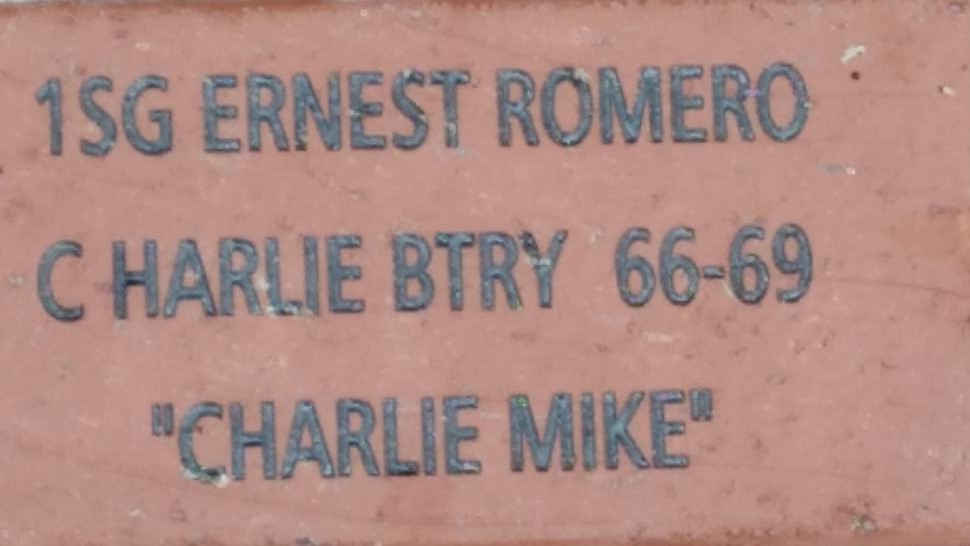 1SG ERNEST ROMERO
C HARLIE BTRY 66-69
"CHARLIE MIKE"